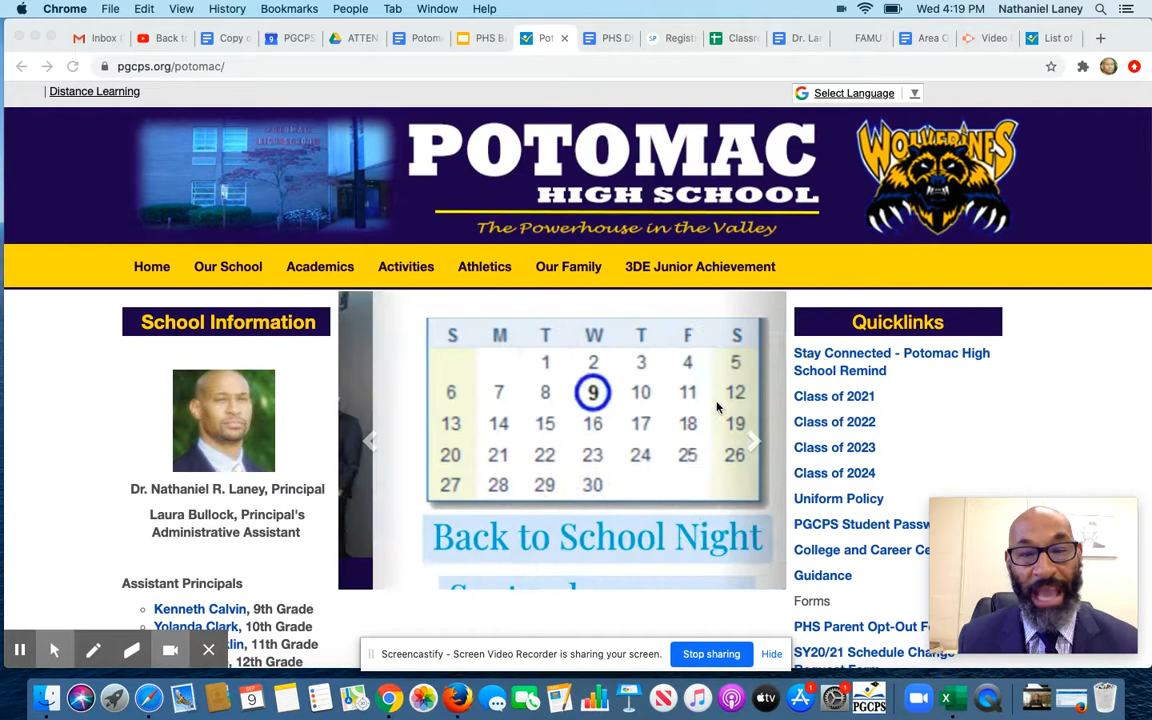 Chrome File Edit View History Bookmarks People Tab Window Help Wed 4:19 PM Nathaniel Laney
Inbox Back to Copy o PGCPS ATTEN Potom PHS B Pot PHS D Registr Classr Dr. Lar FAMU Area O Video List of
pgcps.org/potomac/
| Distance Learning
Select Language
POTOMAC
HIGH SCHOOL
The Powerhouse in the Valley
WOLVERINES
Home Our School Academics Activities Athletics Our Family 3DE Junior Achievement
School Information
Dr. Nathaniel R. Laney, Principal
Laura Bullock, Principal's
Administrative Assistant
Assistant Principals
Kenneth Calvin, 9th Grade
Yolanda Clark, 10th Grade
lin, 11th Grade
, 12th Grade
S M T W T F S
1 2 3 4 5
6 7 8 9 10 11 12
13 14 15 16 17 18 19
20 21 22 23 24 25 26
27 28 29 30
Back to School Night
Quicklinks
Stay Connected - Potomac High
School Remind
Class of 2021
Class of 2022
Class of 2023
Class of 2024
Uniform Policy
PGCPS Student Passw
College and Career Ce
Guidance
Forms
PHS Parent Opt-Out F
SY20/21 Schedule Change
Screencastify - Screen Video Recorder is sharing your screen. Stop sharing Hide
SEP
9
PGCPS